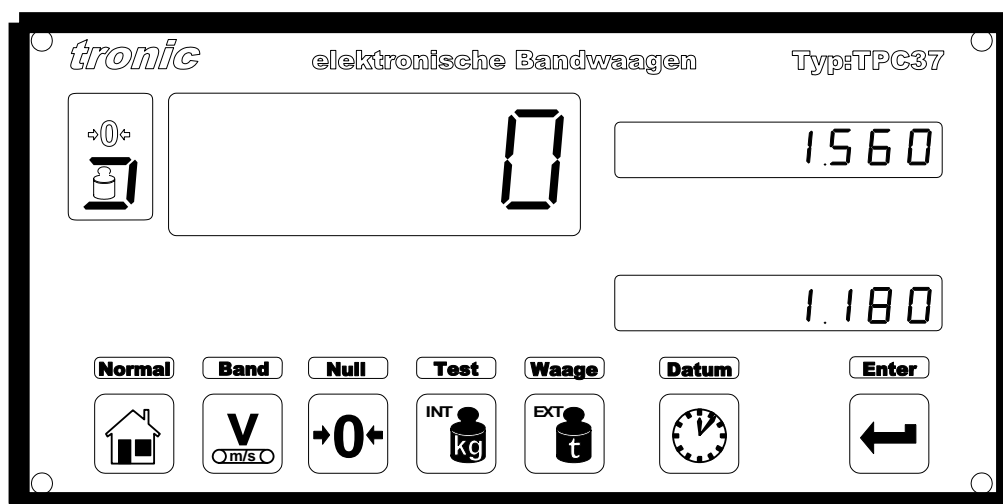 tronic elektronische Bandwaagen Typ:TPC37
→0←
0
1.560
1.180
Normal Band Null Test Waage Datum Enter
V
m/s
→0←
INT
kg
EXT
t